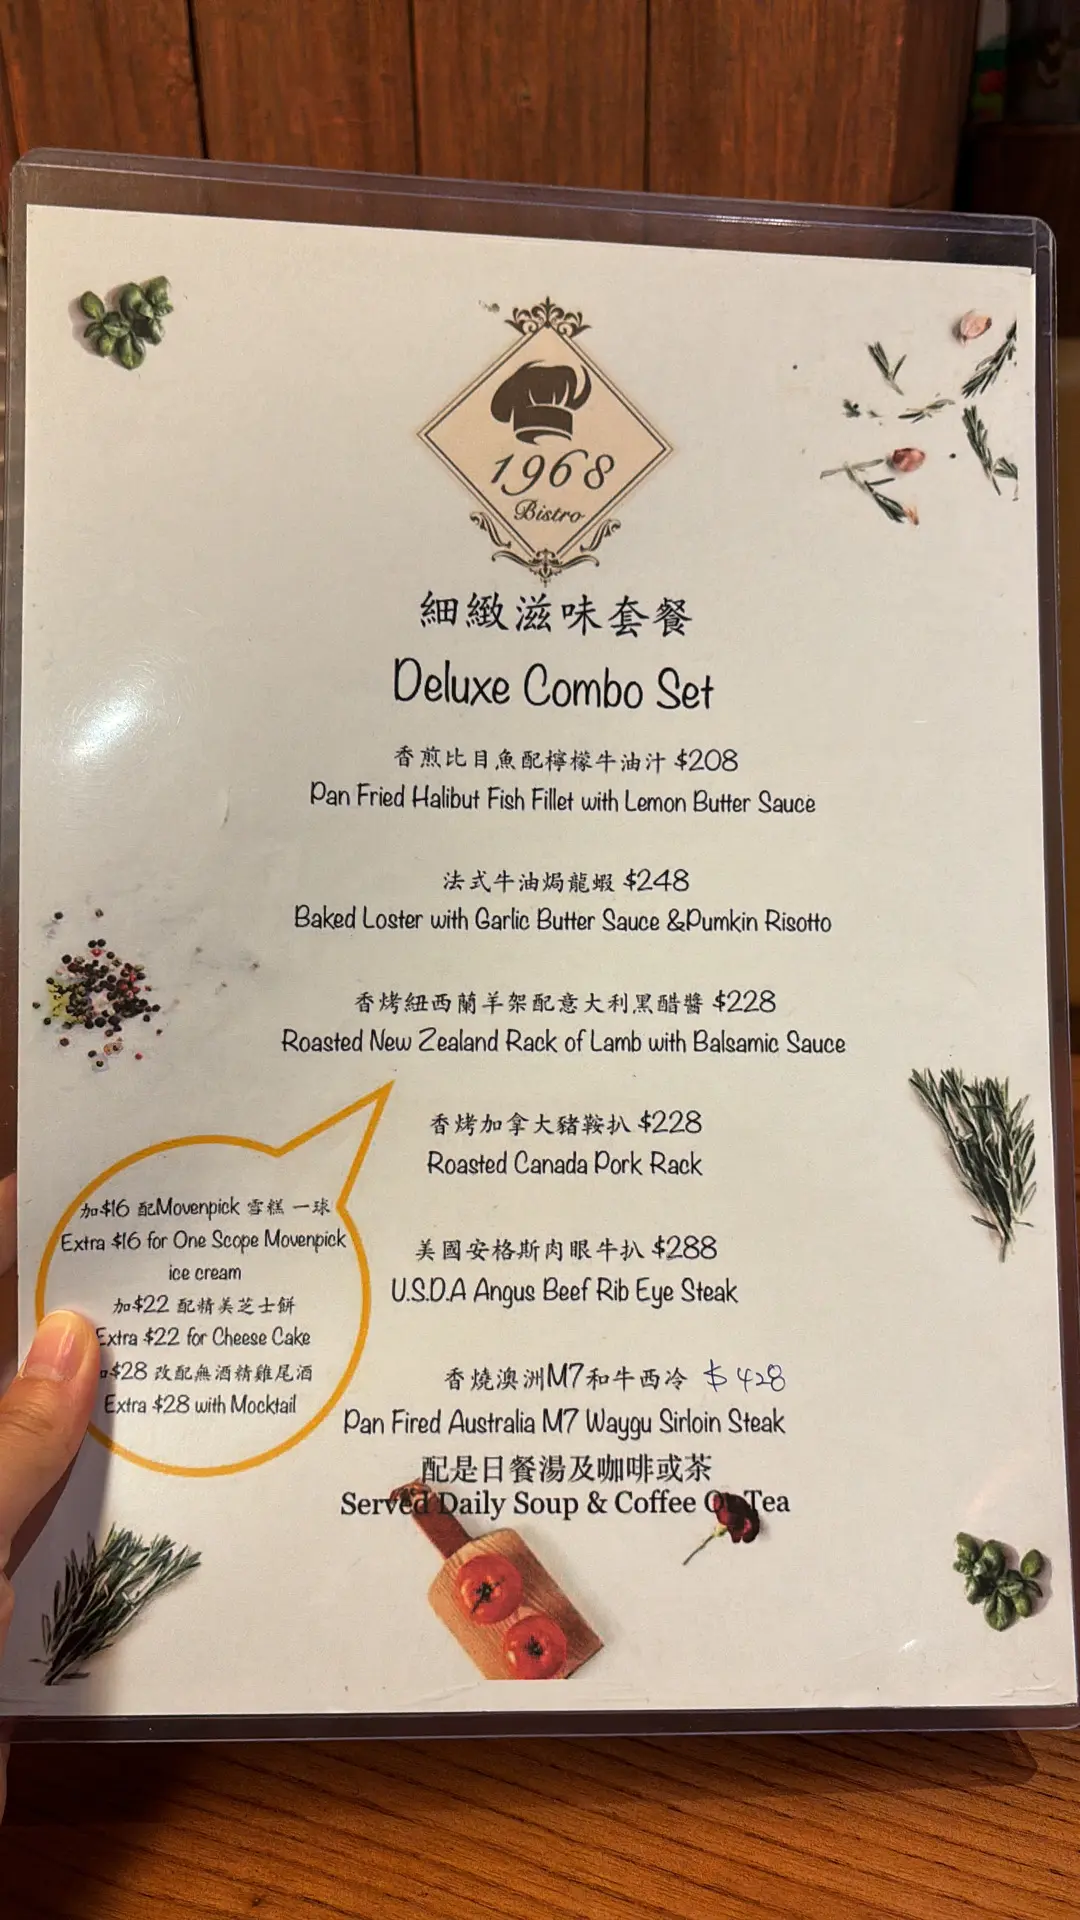 1968
Bistro
細緻滋味套餐
Deluxe Combo Set
香煎比目魚配檸檬牛油汁 $208
Pan Fried Halibut Fish Fillet with Lemon Butter Sauce
法式牛油焗龍蝦 $248
Baked Loster with Garlic Butter Sauce &Pumkin Risotto
香烤紐西蘭羊架配意大利黑醋醬 $228
Roasted New Zealand Rack of Lamb with Balsamic Sauce
香烤加拿大豬鞍扒 $228
Roasted Canada Pork Rack
美國安格斯肉眼牛扒 $288
U.S.D.A Angus Beef Rib Eye Steak
香燒澳洲M7和牛西冷 $428
Pan Fired Australia M7 Waygu Sirloin Steak
配是日餐湯及咖啡或茶
Served Daily Soup & Coffee Or Tea
加$16 配Movenpick 雪糕 一球
Extra $16 for One Scope Movenpick
ice cream
加$22 配精美芝士餅
Extra $22 for Cheese Cake
加$28 改配無酒精雞尾酒
Extra $28 with Mocktail